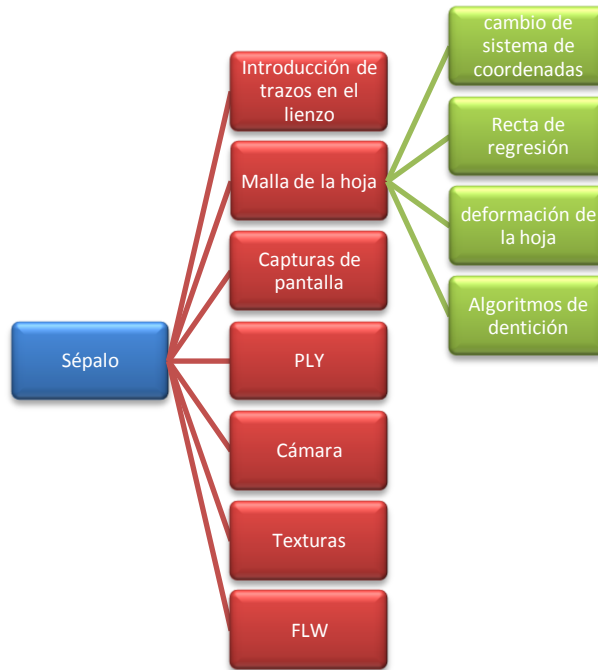 Sépalo
Introducción de
trazos en el
lienzo
Malla de la hoja
Capturas de
pantalla
PLY
Cámara
Texturas
FLW
cambio de
sistema de
coordenadas
Recta de
regresión
deformación de
la hoja
Algoritmos de
dentición